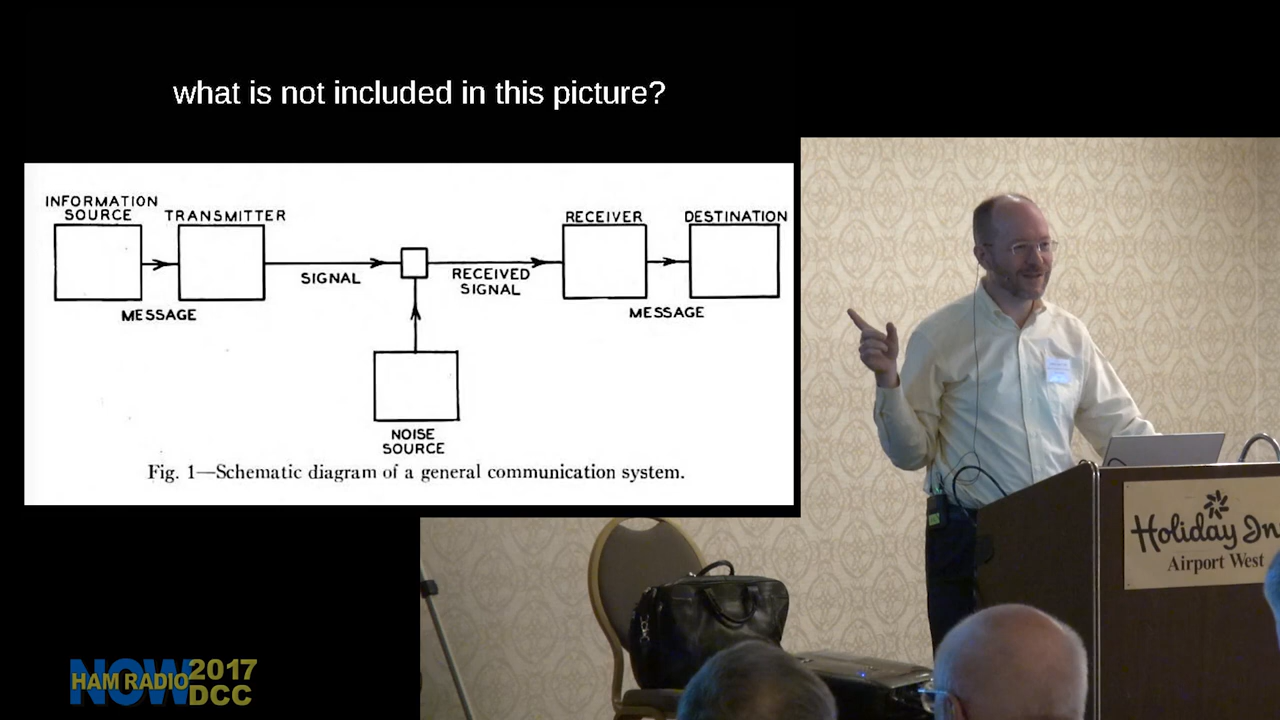 what is not included in this picture?
INFORMATION
SOURCE
TRANSMITTER
RECEIVER
DESTINATION
SIGNAL
RECEIVED
SIGNAL
MESSAGE
MESSAGE
NOISE
SOURCE
Fig. 1—Schematic diagram of a general communication system.
Holiday In
Airport West
NOW 2017
HAM RADIO DCC